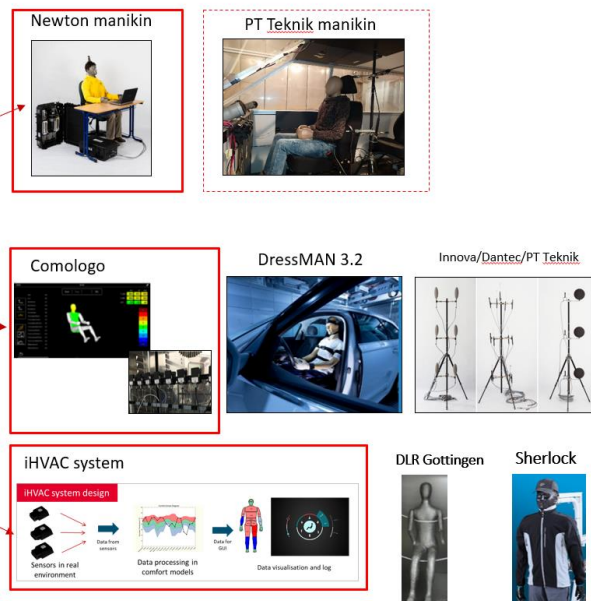 Newton manikin
PT Teknik manikin
Comologo
DressMAN 3.2
Innova/Dantec/PT Teknik
iHVAC system
iHVAC system design
Sensors in real
environment
Data from
sensors
Data processing in
comfort models
Data for
GUI
Data visualisation and log
DLR Gottingen
Sherlock